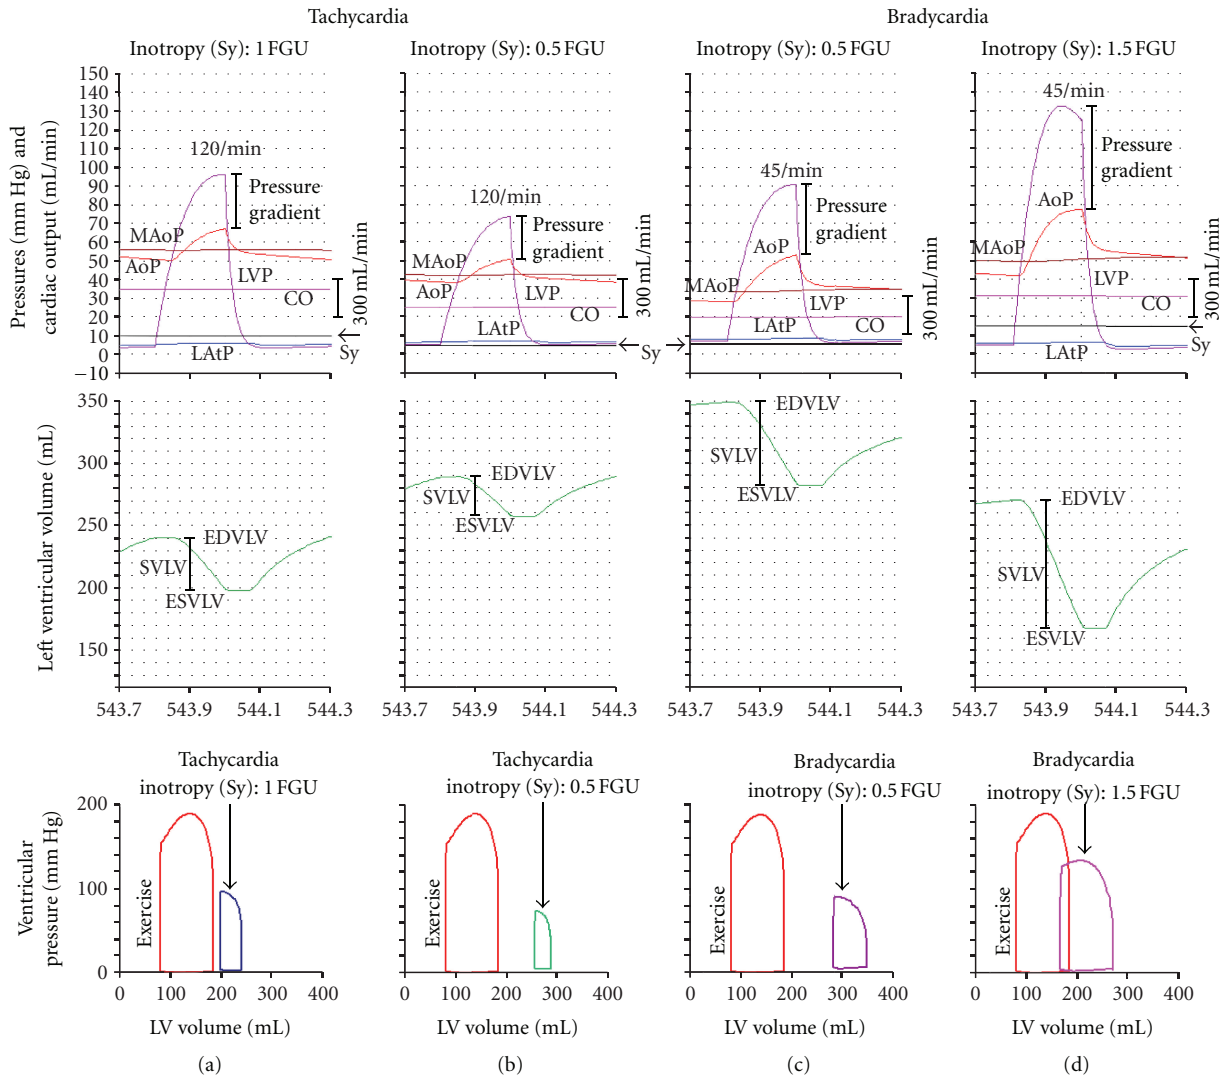 Tachycardia Bradycardia
Inotropy (Sy): 1 FGU Inotropy (Sy): 0.5 FGU Inotropy (Sy): 0.5 FGU Inotropy (Sy): 1.5 FGU
Pressures (mm Hg) and
cardiac output (mL/min)
150
140
130
120
110
100
90
80
70
60
50
40
30
20
10
0
−10
120/min
Pressure
gradient
MAoP
AoP
LVP
CO
LAtP
300 mL/min
Sy
120/min
Pressure
gradient
MAoP
AoP
LVP
CO
LAtP
300 mL/min
Sy
45/min
Pressure
gradient
AoP
MAoP
LVP
LAtP
CO
300 mL/min
45/min
Pressure
gradient
AoP
MAoP
LVP
CO
LAtP
Sy
Left ventricular volume (mL)
350
300
250
200
150
EDVLV
SVLV
ESVLV
EDVLV
SVLV
ESVLV
EDVLV
SVLV
ESVLV
EDVLV
SVLV
ESVLV
543.7 543.9 544.1 544.3
543.7 543.9 544.1 544.3
543.7 543.9 544.1 544.3
543.7 543.9 544.1 544.3
Tachycardia
inotropy (Sy): 1 FGU
Tachycardia
inotropy (Sy): 0.5 FGU
Bradycardia
inotropy (Sy): 0.5 FGU
Bradycardia
inotropy (Sy): 1.5 FGU
Ventricular
pressure (mm Hg)
200
100
0
Exercise
Exercise
Exercise
Exercise
0 100 200 300 400
0 100 200 300 400
0 100 200 300 400
0 100 200 300 400
LV volume (mL) LV volume (mL) LV volume (mL) LV volume (mL)
(a) (b) (c) (d)